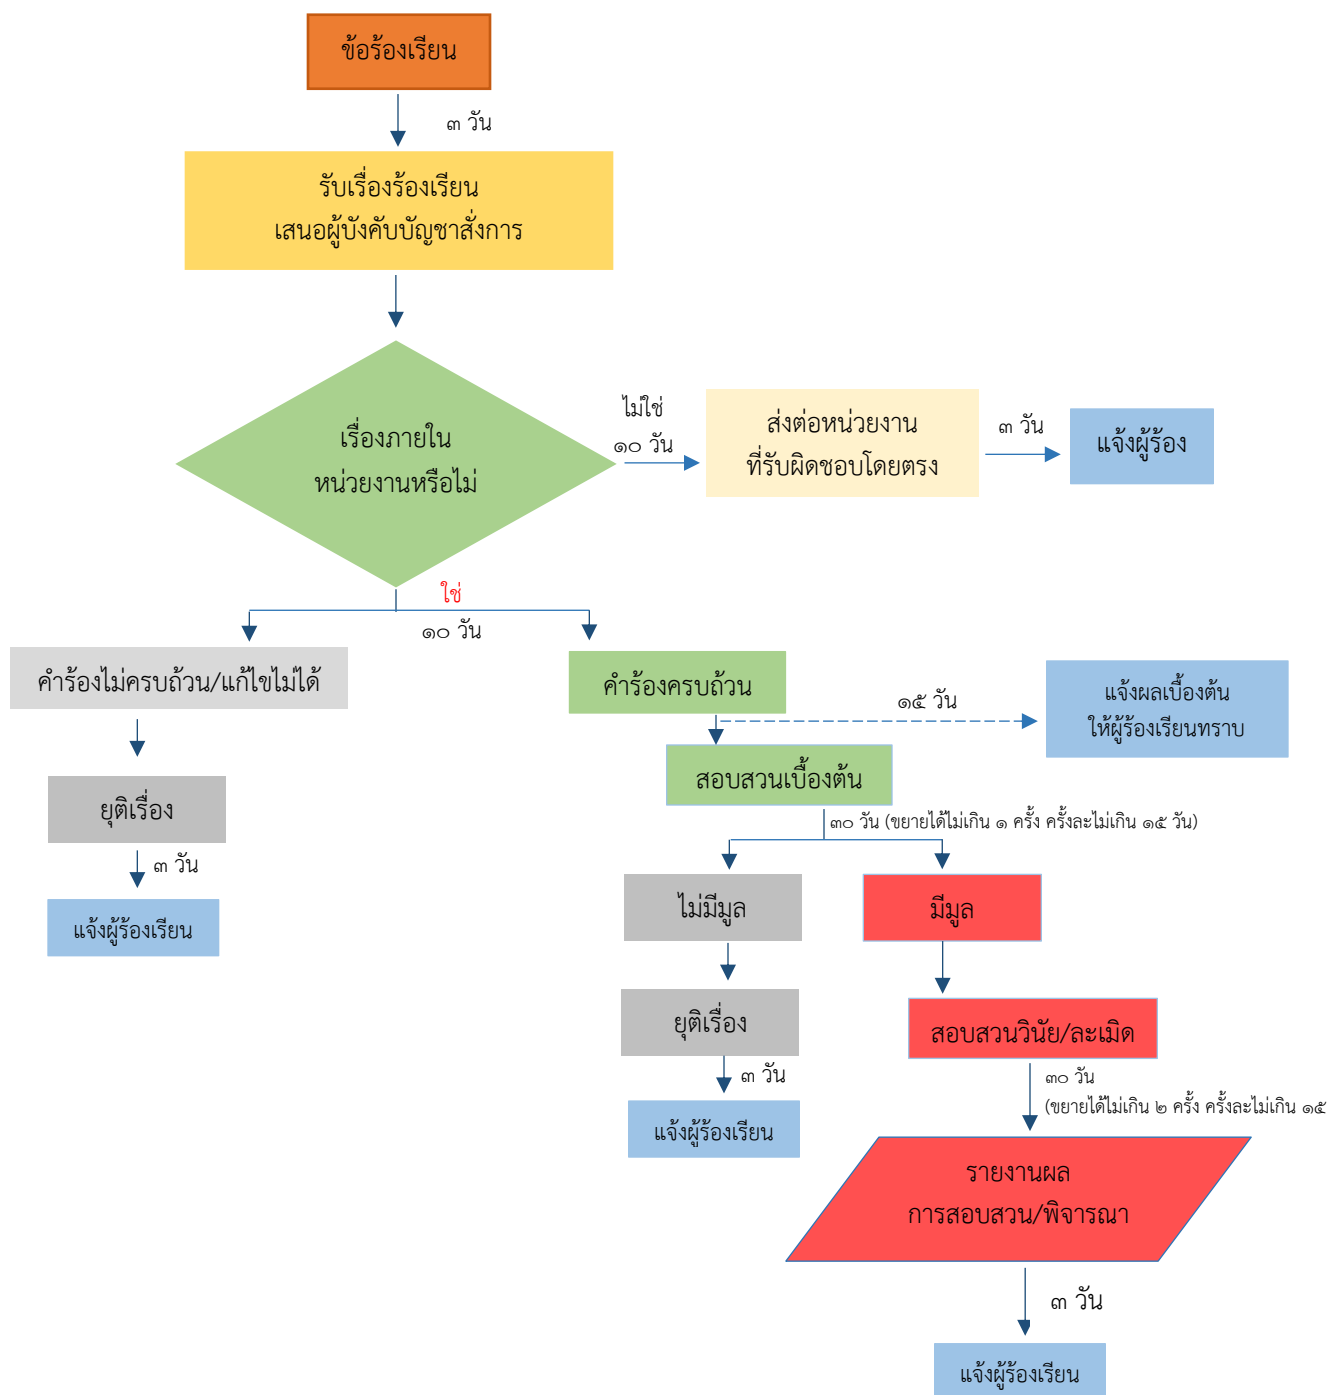 ข้อร้องเรียน
๓ วัน
รับเรื่องร้องเรียน
เสนอผู้บังคับบัญชาสั่งการ
เรื่องภายใน
หน่วยงานหรือไม่
ไม่ใช่
๑๐ วัน
ส่งต่อหน่วยงาน
ที่รับผิดชอบโดยตรง
๓ วัน
แจ้งผู้ร้อง
ใช่
๑๐ วัน
คำร้องไม่ครบถ้วน/แก้ไขไม่ได้
คำร้องครบถ้วน
๑๕ วัน
แจ้งผลเบื้องต้น
ให้ผู้ร้องเรียนทราบ
ยุติเรื่อง
๓ วัน
แจ้งผู้ร้องเรียน
สอบสวนเบื้องต้น
๓๐ วัน (ขยายได้ไม่เกิน ๑ ครั้ง ครั้งละไม่เกิน ๑๕ วัน)
ไม่มีมูล
มีมูล
ยุติเรื่อง
๓ วัน
แจ้งผู้ร้องเรียน
สอบสวนวินัย/ละเมิด
๓๐ วัน
(ขยายได้ไม่เกิน ๒ ครั้ง ครั้งละไม่เกิน ๑๕
รายงานผล
การสอบสวน/พิจารณา
๓ วัน
แจ้งผู้ร้องเรียน